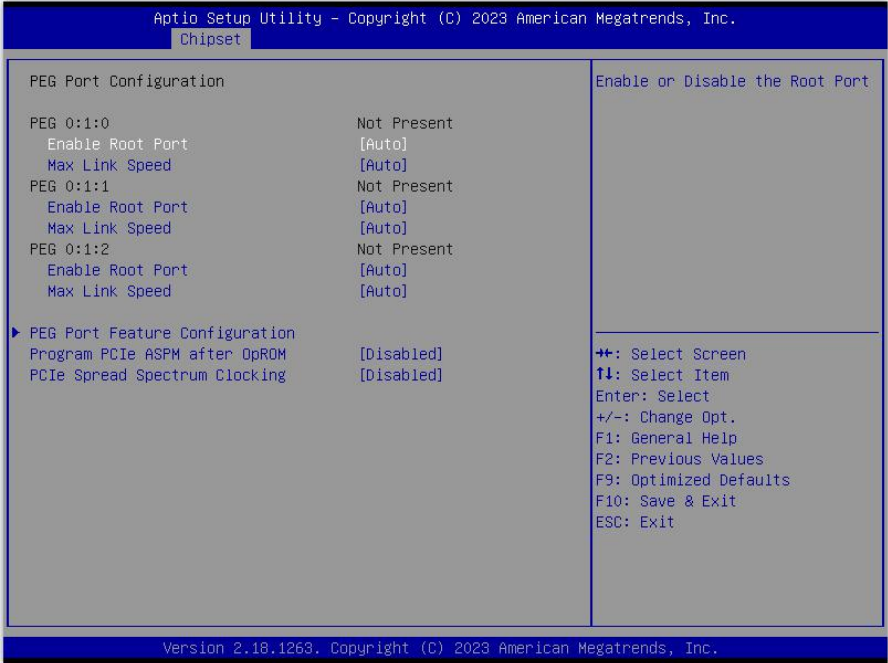 Aptio Setup Utility – Copyright (C) 2023 American Megatrends, Inc.
Chipset
PEG Port Configuration
Enable or Disable the Root Port
PEG 0:1:0 Not Present
Enable Root Port [Auto]
Max Link Speed [Auto]
PEG 0:1:1 Not Present
Enable Root Port [Auto]
Max Link Speed [Auto]
PEG 0:1:2 Not Present
Enable Root Port [Auto]
Max Link Speed [Auto]
PEG Port Feature Configuration
Program PCIe ASPM after OpROM [Disabled]
PCIe Spread Spectrum Clocking [Disabled]
→←: Select Screen
↑↓: Select Item
Enter: Select
+/-: Change Opt.
F1: General Help
F2: Previous Values
F9: Optimized Defaults
F10: Save & Exit
ESC: Exit
Version 2.18.1263. Copyright (C) 2023 American Megatrends, Inc.